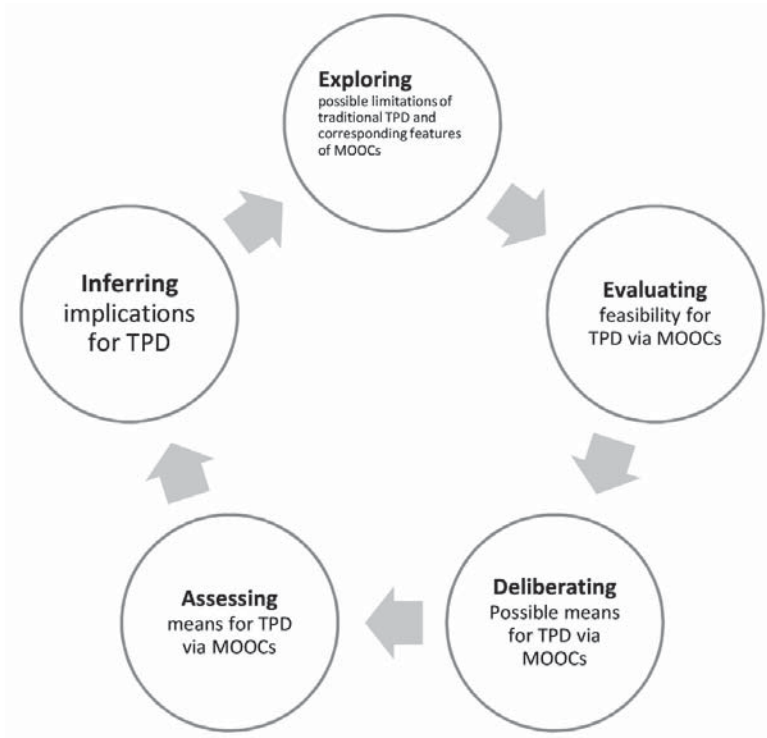 Exploring
possible limitations of
traditional TPD and
corresponding features
of MOOCs
Evaluating
feasibility for
TPD via MOOCs
Deliberating
Possible means
for TPD via
MOOCs
Assessing
means for TPD
via MOOCs
Inferring
implications
for TPD